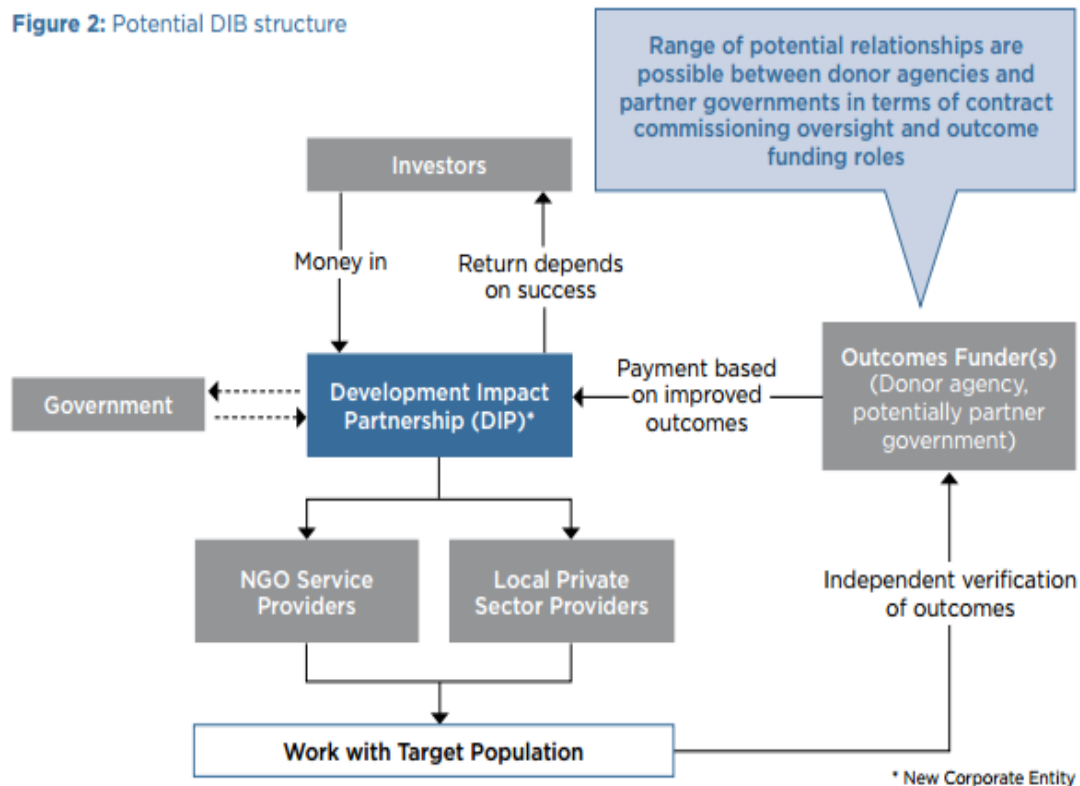 Figure 2: Potential DIB structure
Range of potential relationships are
possible between donor agencies and
partner governments in terms of contract
commissioning oversight and outcome
funding roles
Investors
Money in
Return depends
on success
Government
Development Impact
Partnership (DIP)*
Payment based
on improved
outcomes
Outcomes Funder(s)
(Donor agency,
potentially partner
government)
NGO Service
Providers
Local Private
Sector Providers
Independent verification
of outcomes
Work with Target Population
* New Corporate Entity